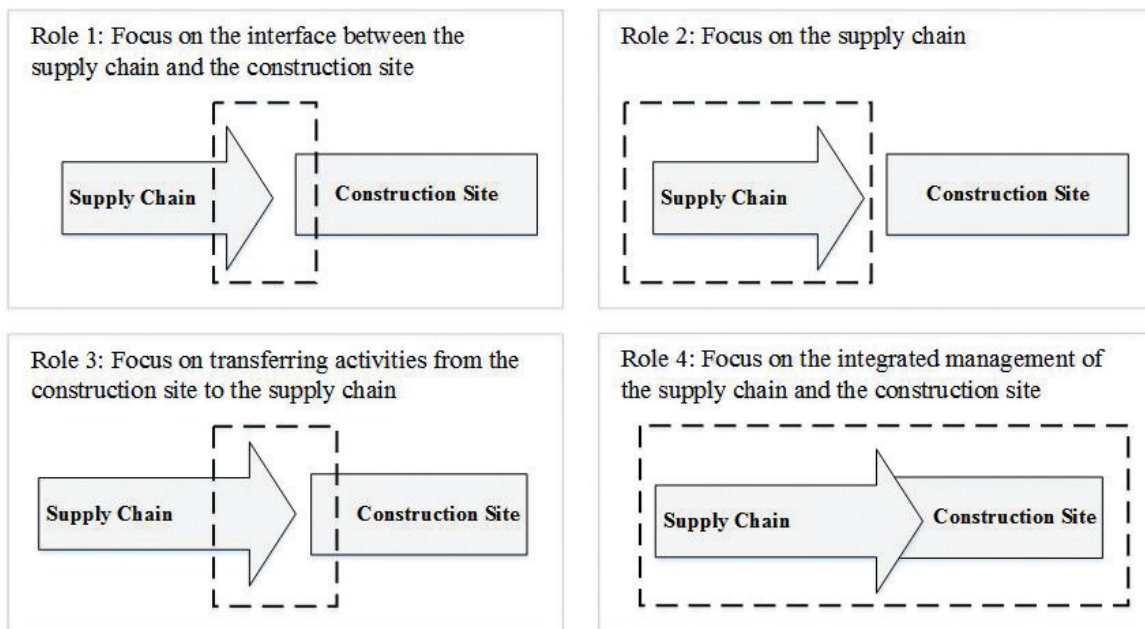 Role 1: Focus on the interface between the
supply chain and the construction site
Supply Chain
Construction Site
Role 2: Focus on the supply chain
Supply Chain
Construction Site
Role 3: Focus on transferring activities from the
construction site to the supply chain
Supply Chain
Construction Site
Role 4: Focus on the integrated management of
the supply chain and the construction site
Supply Chain
Construction Site